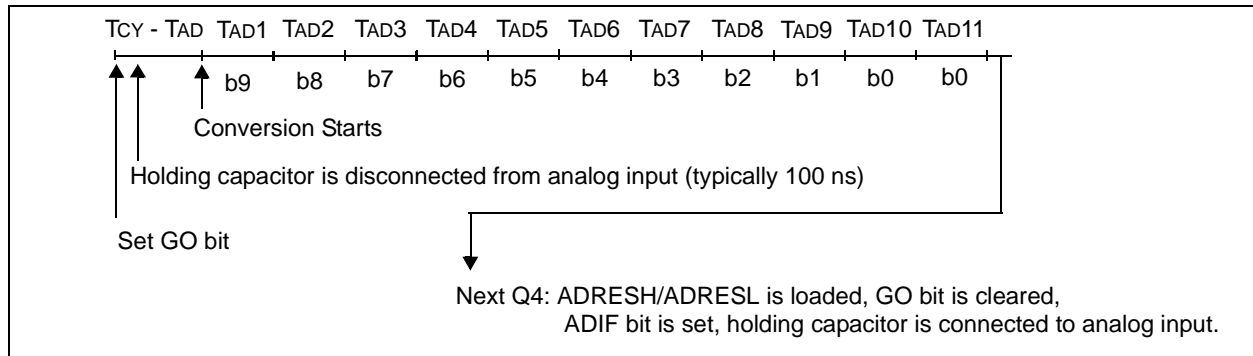 TCY - TAD TAD1 TAD2 TAD3 TAD4 TAD5 TAD6 TAD7 TAD8 TAD9 TAD10 TAD11
b9 b8 b7 b6 b5 b4 b3 b2 b1 b0 b0
Conversion Starts
Holding capacitor is disconnected from analog input (typically 100 ns)
Set GO bit
Next Q4: ADRESH/ADRESL is loaded, GO bit is cleared,
ADIF bit is set, holding capacitor is connected to analog input.